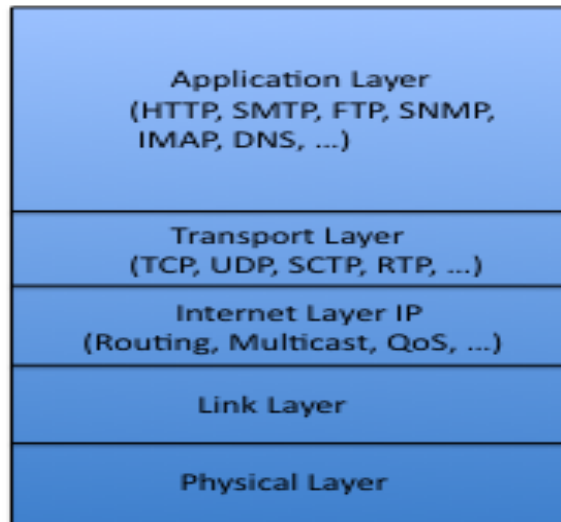 Application Layer
(HTTP, SMTP, FTP, SNMP,
IMAP, DNS, ...)
Transport Layer
(TCP, UDP, SCTP, RTP, ...)
Internet Layer IP
(Routing, Multicast, QoS, ...)
Link Layer
Physical Layer